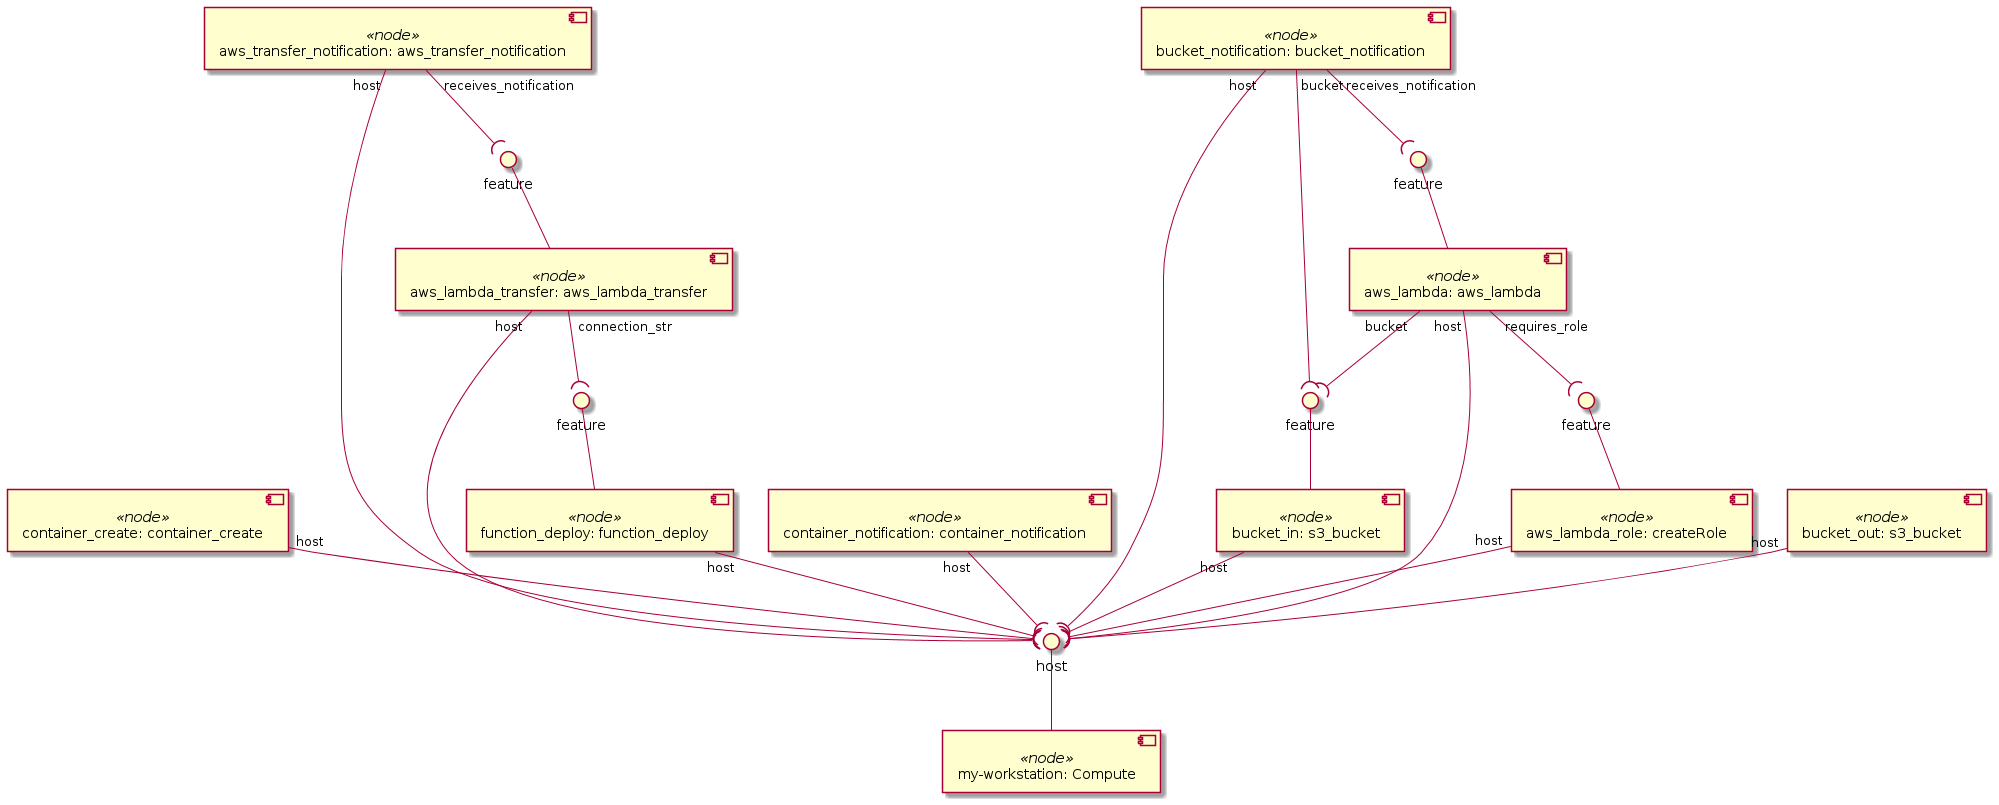 «node»
aws_transfer_notification: aws_transfer_notification
«node»
bucket_notification: bucket_notification
host
receives_notification
host
bucket
receives_notification
feature
feature
«node»
aws_lambda_transfer: aws_lambda_transfer
«node»
aws_lambda: aws_lambda
host
connection_str
bucket
host
requires_role
feature
feature
feature
«node»
container_create: container_create
«node»
function_deploy: function_deploy
«node»
container_notification: container_notification
«node»
bucket_in: s3_bucket
«node»
aws_lambda_role: createRole
«node»
bucket_out: s3_bucket
host
host
host
host
host
host
host
«node»
my-workstation: Compute